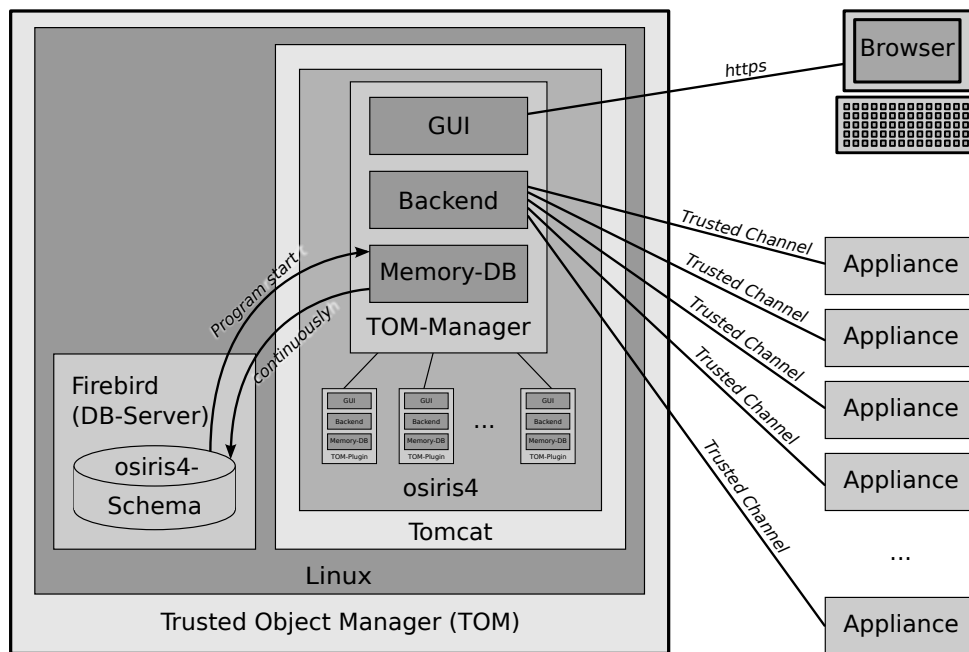 Browser
https
GUI
Backend
Memory-DB
TOM-Manager
Program start
continuously
Trusted Channel
Appliance
Trusted Channel
Appliance
Trusted Channel
Appliance
Trusted Channel
Appliance
Trusted Channel
...
Appliance
Firebird
(DB-Server)
osiris4-
Schema
GUI
Backend
Memory-DB
TOM-Plugin
GUI
Backend
Memory-DB
TOM-Plugin
...
GUI
Backend
Memory-DB
TOM-Plugin
osiris4
Tomcat
Linux
Trusted Object Manager (TOM)